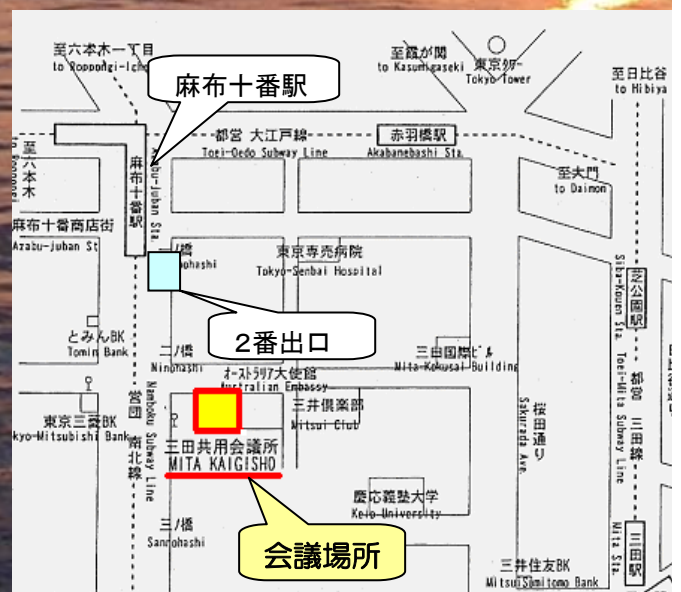 至六本木一丁目
to Roppongi-Icho
麻布十番駅
至霞が関
to Kasumigaseki
東京タワー
Tokyo Tower
至日比谷
to Hibiya
都営 大江戸線
Toei-Oedo Subway Line
赤羽橋駅
Akabanebashi Sta.
至六本木
to Roppongi
麻布十番駅
Azabu-Juban Sta.
至大門
to Daimon
麻布十番商店街
Azabu-juban St
一ノ橋
nohashi
東京専売病院
Tokyo-Senbai Hospital
芝公園駅
Siba-Kouen Sta.
2番出口
とみんBK
Tomin Bank
二ノ橋
Ninohashi
オーストラリア大使館
Australian Embassy
三田国際ビル
Mita-Kokusai Building
都営 三田線
Toei-Mita Subway Line
東京三菱BK
kyo-Mitsubishi Bank
営団 南北線
Namboku Subway Line
三井倶楽部
Mitsui Club
桜田通り
Sakurada Ave.
三田共用会議所
MITA KAIGISHO
慶応義塾大学
Keio-University
三ノ橋
Sannohashi
会議場所
三井住友BK
MitsuiSumitomo Bank
三田駅
Mita Sta.